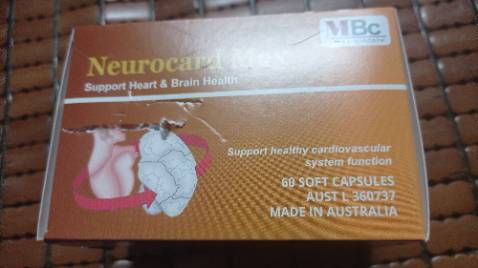 MBc
Neurocard Max
Support Heart & Brain Health
Support healthy cardiovascular
system function
60 SOFT CAPSULES
AUST L 360737
MADE IN AUSTRALIA